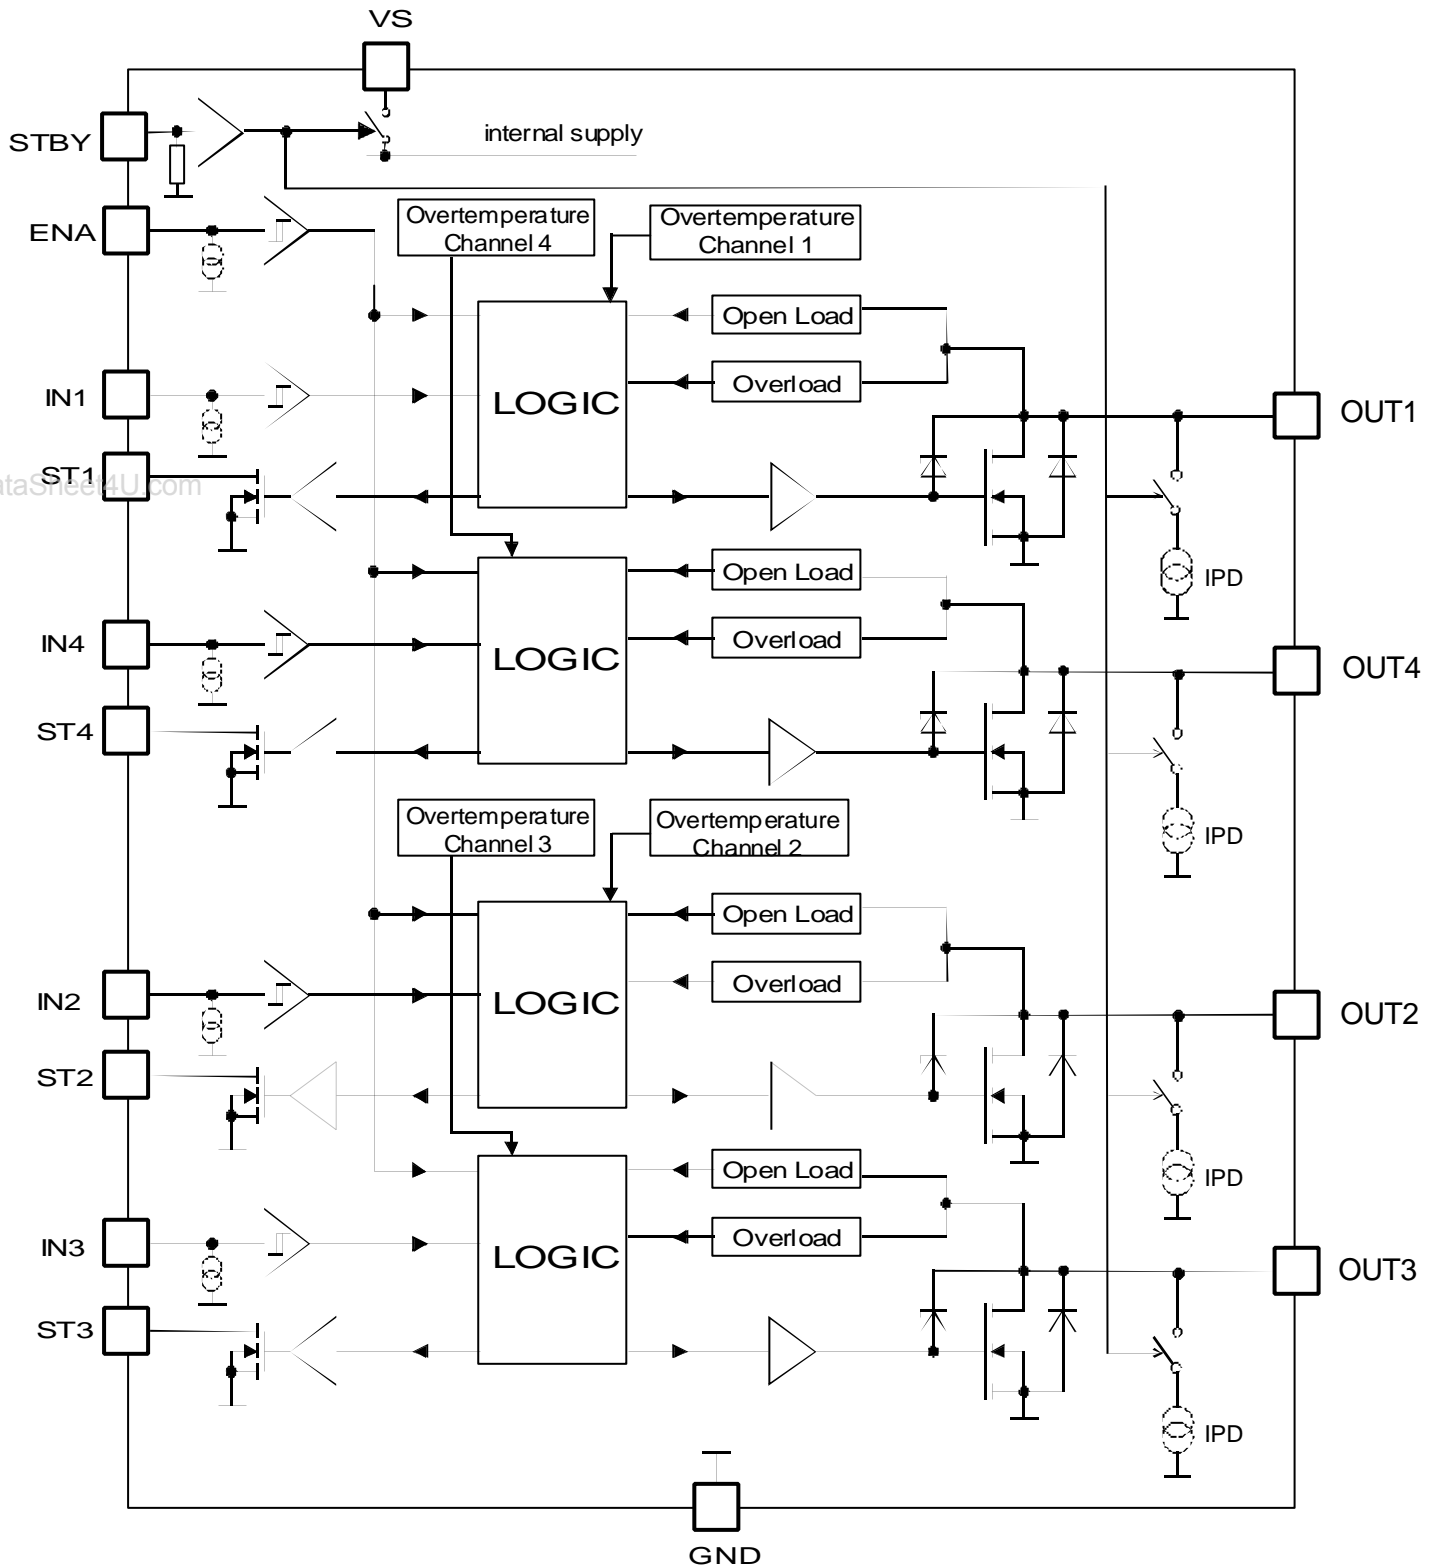 VS
STBY
internal supply
ENA
Overtemperature
Channel 4
Overtemperature
Channel 1
Open Load
IN1
LOGIC
Overload
OUT1
ST1
ataSheet4U.com
Open Load
IPD
IN4
LOGIC
Overload
OUT4
ST4
Overtemperature
Channel 3
Overtemperature
Channel 2
IPD
Open Load
IN2
LOGIC
Overload
OUT2
ST2
Open Load
IPD
IN3
LOGIC
Overload
OUT3
ST3
IPD
GND